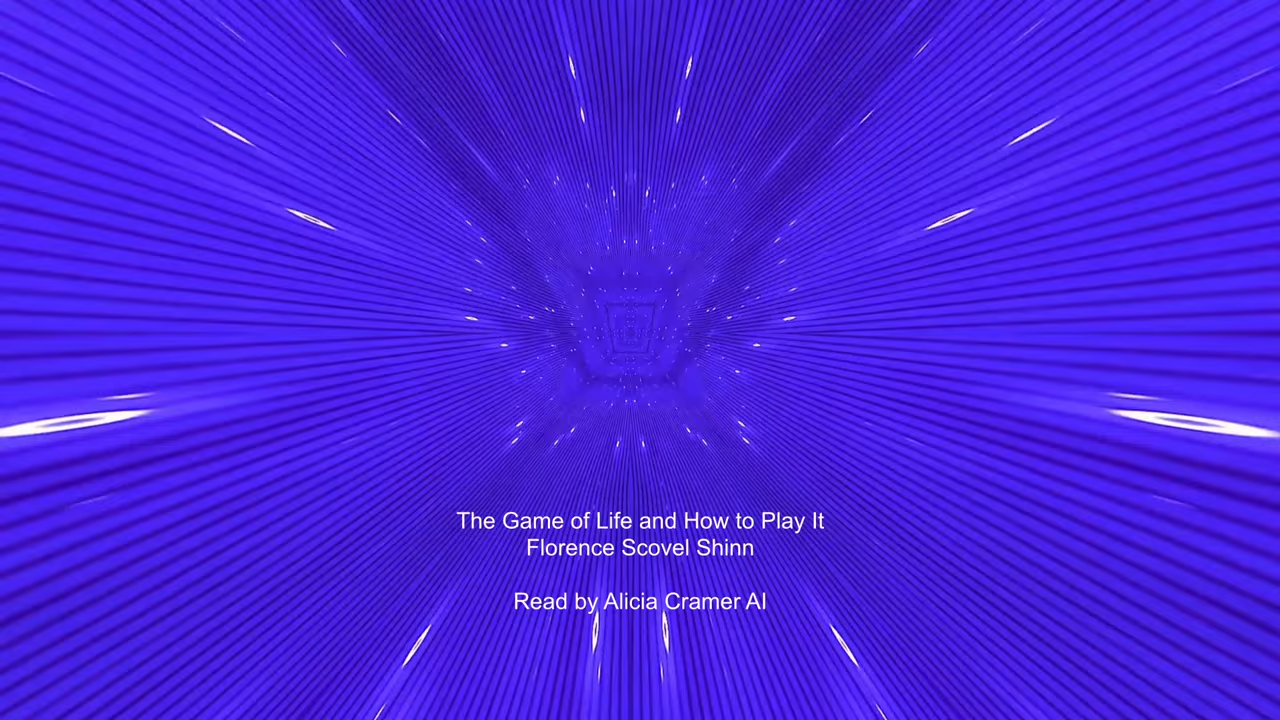 The Game of Life and How to Play It
Florence Scovel Shinn
Read by Alicia Cramer AI